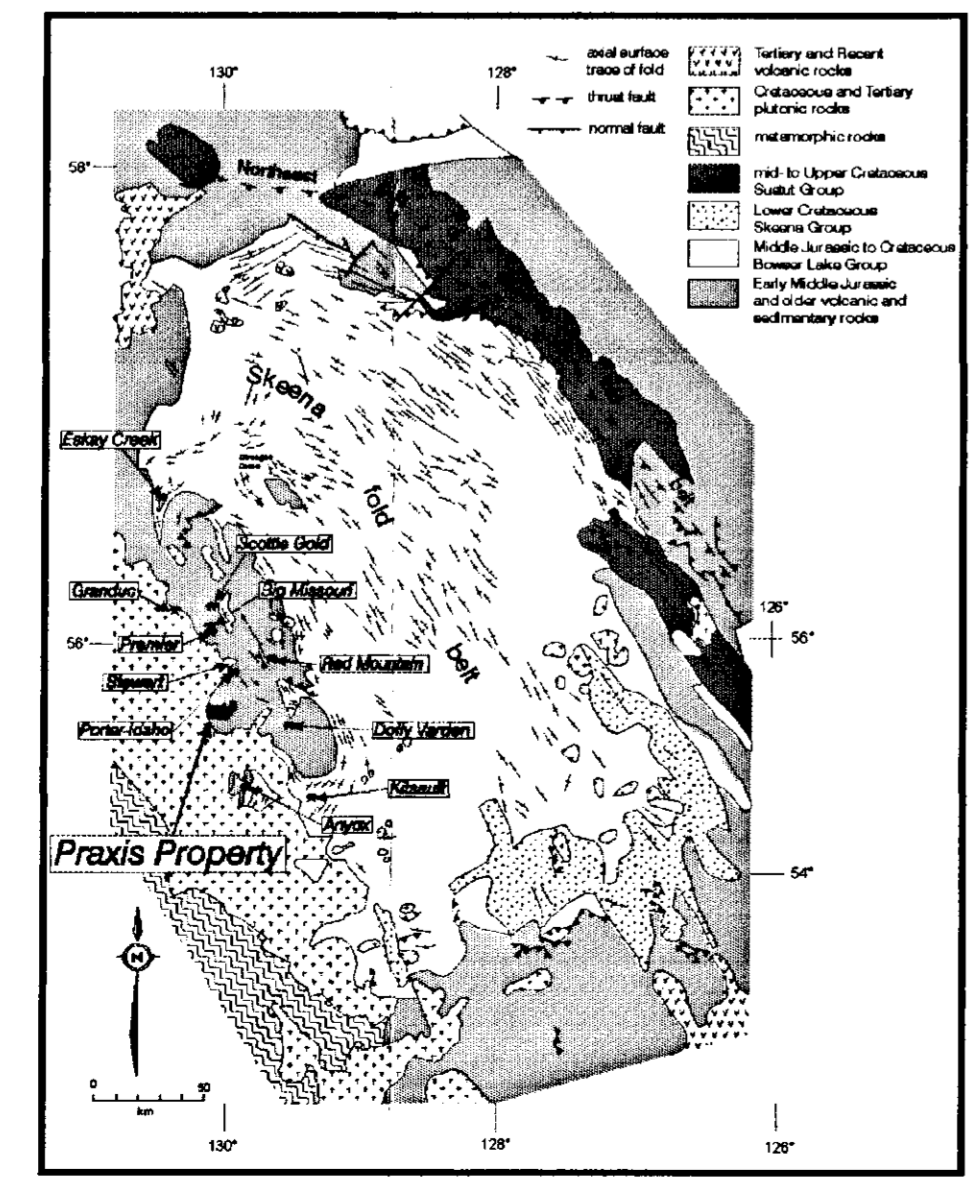 130°
128°
axial surface
trace of fold
thrust fault
normal fault
Tertiary and Recent
volcanic rocks
Cretaceous and Tertiary
plutonic rocks
metamorphic rocks
mid- to Upper Cretaceous
Sustut Group
Lower Cretaceous
Skeena Group
Middle Jurassic to Cretaceous
Bowser Lake Group
Early Middle Jurassic
and older volcanic and
sedimentary rocks
58°
Northeast
Skeena
fold
belt
belt
Eskay Creek
Scottie Gold
Granduc
Big Missouri
Premier
56°
Red Mountain
Stewart
Porter-Idaho
Dolly Varden
Kitsault
Anyox
Praxis Property
126°
56°
54°
N
0
50
km
130°
128°
126°